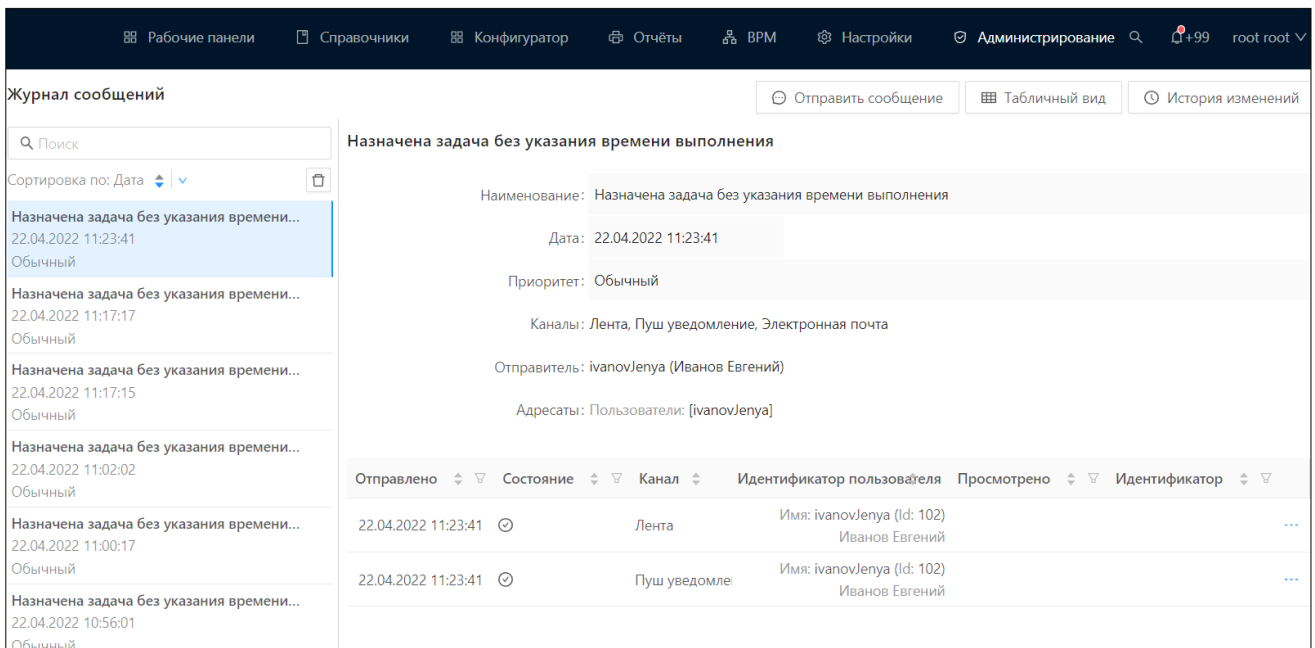 Рабочие панели Справочники Конфигуратор Отчёты BPM Настройки Администрирование +99 root root
Журнал сообщений
Отправить сообщение Табличный вид История изменений
Поиск
Сортировка по: Дата
Назначена задача без указания времени...
22.04.2022 11:23:41
Обычный
Назначена задача без указания времени...
22.04.2022 11:17:17
Обычный
Назначена задача без указания времени...
22.04.2022 11:17:15
Обычный
Назначена задача без указания времени...
22.04.2022 11:02:02
Обычный
Назначена задача без указания времени...
22.04.2022 11:00:17
Обычный
Назначена задача без указания времени...
22.04.2022 10:56:01
Обычный
Назначена задача без указания времени выполнения
Наименование: Назначена задача без указания времени выполнения
Дата: 22.04.2022 11:23:41
Приоритет: Обычный
Каналы: Лента, Пуш уведомление, Электронная почта
Отправитель: ivanovJenya (Иванов Евгений)
Адресаты: Пользователи: [ivanovJenya]
Отправлено Состояние Канал Идентификатор пользователя Просмотрено Идентификатор
22.04.2022 11:23:41 Лента Имя: ivanovJenya (Id: 102)
Иванов Евгений
22.04.2022 11:23:41 Пуш уведомле Имя: ivanovJenya (Id: 102)
Иванов Евгений